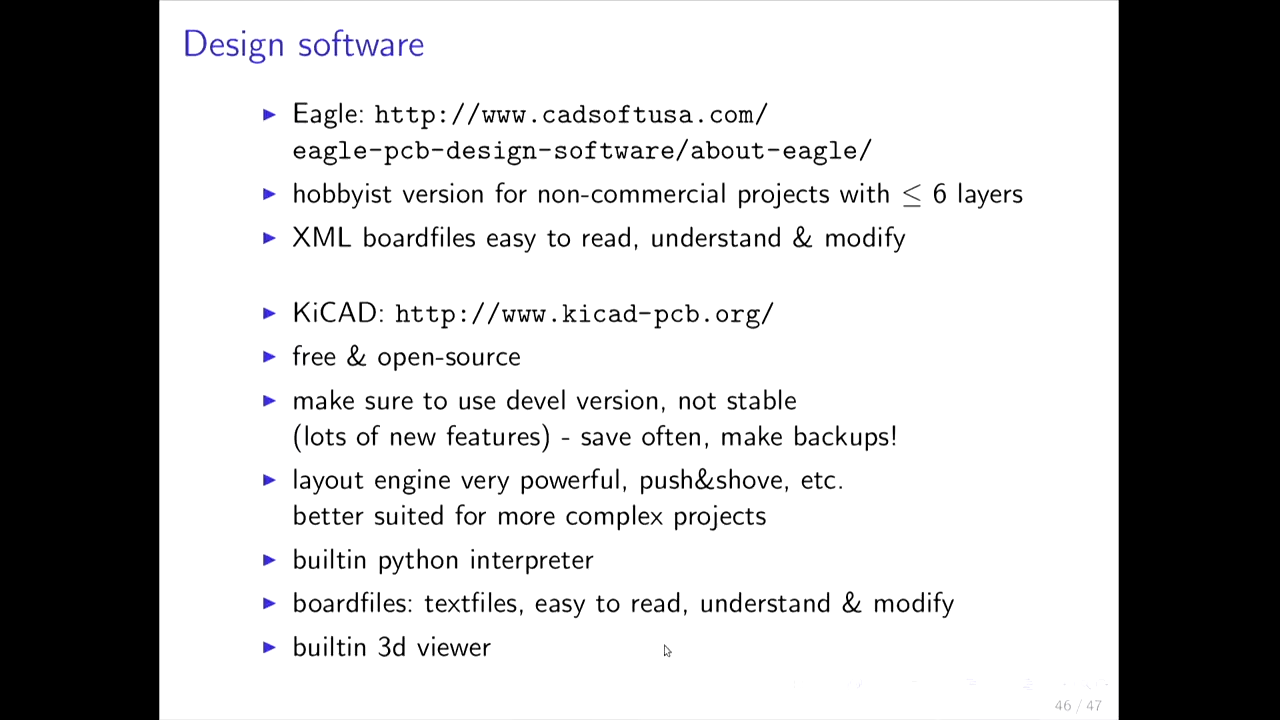 Design software
▶ Eagle: http://www.cadsoftusa.com/
eagle-pcb-design-software/about-eagle/
▶ hobbyist version for non-commercial projects with ≤ 6 layers
▶ XML boardfiles easy to read, understand & modify
▶ KiCAD: http://www.kicad-pcb.org/
▶ free & open-source
▶ make sure to use devel version, not stable
(lots of new features) - save often, make backups!
▶ layout engine very powerful, push&shove, etc.
better suited for more complex projects
▶ builtin python interpreter
▶ boardfiles: textfiles, easy to read, understand & modify
▶ builtin 3d viewer
46 / 47